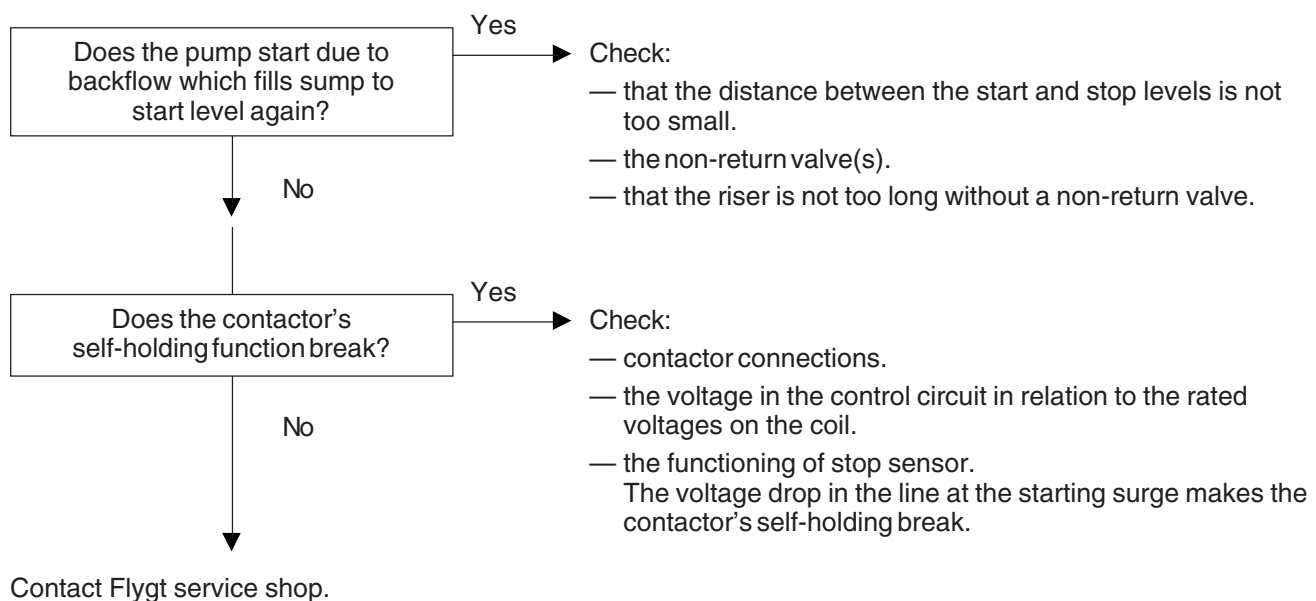 Does the pump start due to
backflow which fills sump to
start level again?
Yes
Check:
— that the distance between the start and stop levels is not
too small.
— the non-return valve(s).
— that the riser is not too long without a non-return valve.
No
Does the contactor’s
self-holding function break?
Yes
Check:
— contactor connections.
— the voltage in the control circuit in relation to the rated
voltages on the coil.
— the functioning of stop sensor.
The voltage drop in the line at the starting surge makes the
contactor’s self-holding break.
No
Contact Flygt service shop.